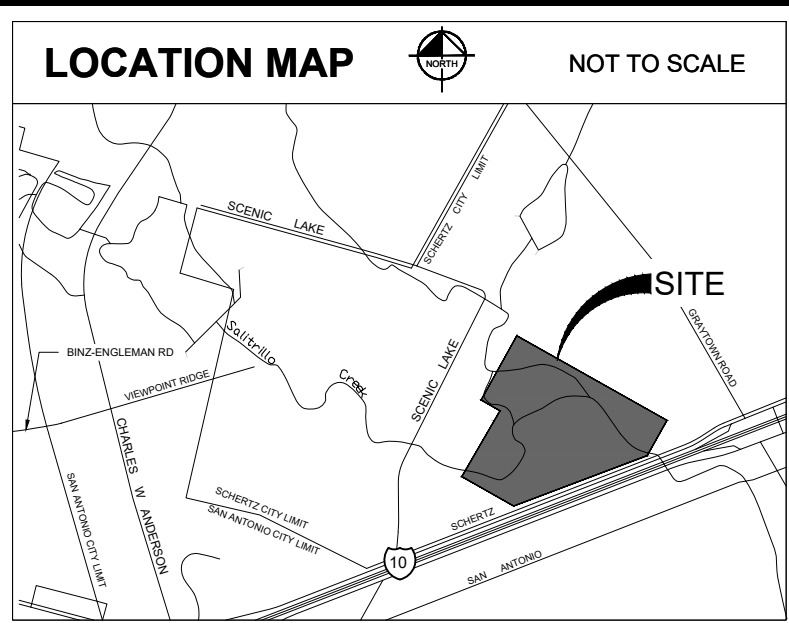 LOCATION MAP
NORTH
NOT TO SCALE
SCENIC LAKE
SCHERTZ CITY LIMIT
SITE
GRAYTOWN ROAD
BINZ-ENGLEMAN RD
Salitrillo
Creek
SCENIC LAKE
VIEWPOINT RIDGE
CHARLES W ANDERSON
SAN ANTONIO CITY LIMIT
SCHERTZ CITY LIMIT
SAN ANTONIO CITY LIMIT
SCHERTZ
10
SAN ANTONIO